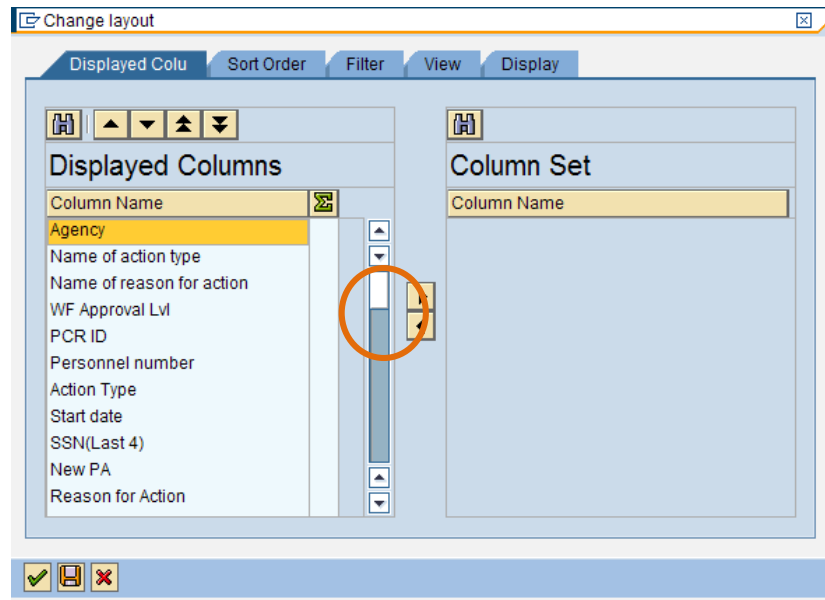 Change layout
Displayed Colu Sort Order Filter View Display
Displayed Columns
Column Name
Agency
Name of action type
Name of reason for action
WF Approval Lvl
PCR ID
Personnel number
Action Type
Start date
SSN(Last 4)
New PA
Reason for Action
Column Set
Column Name